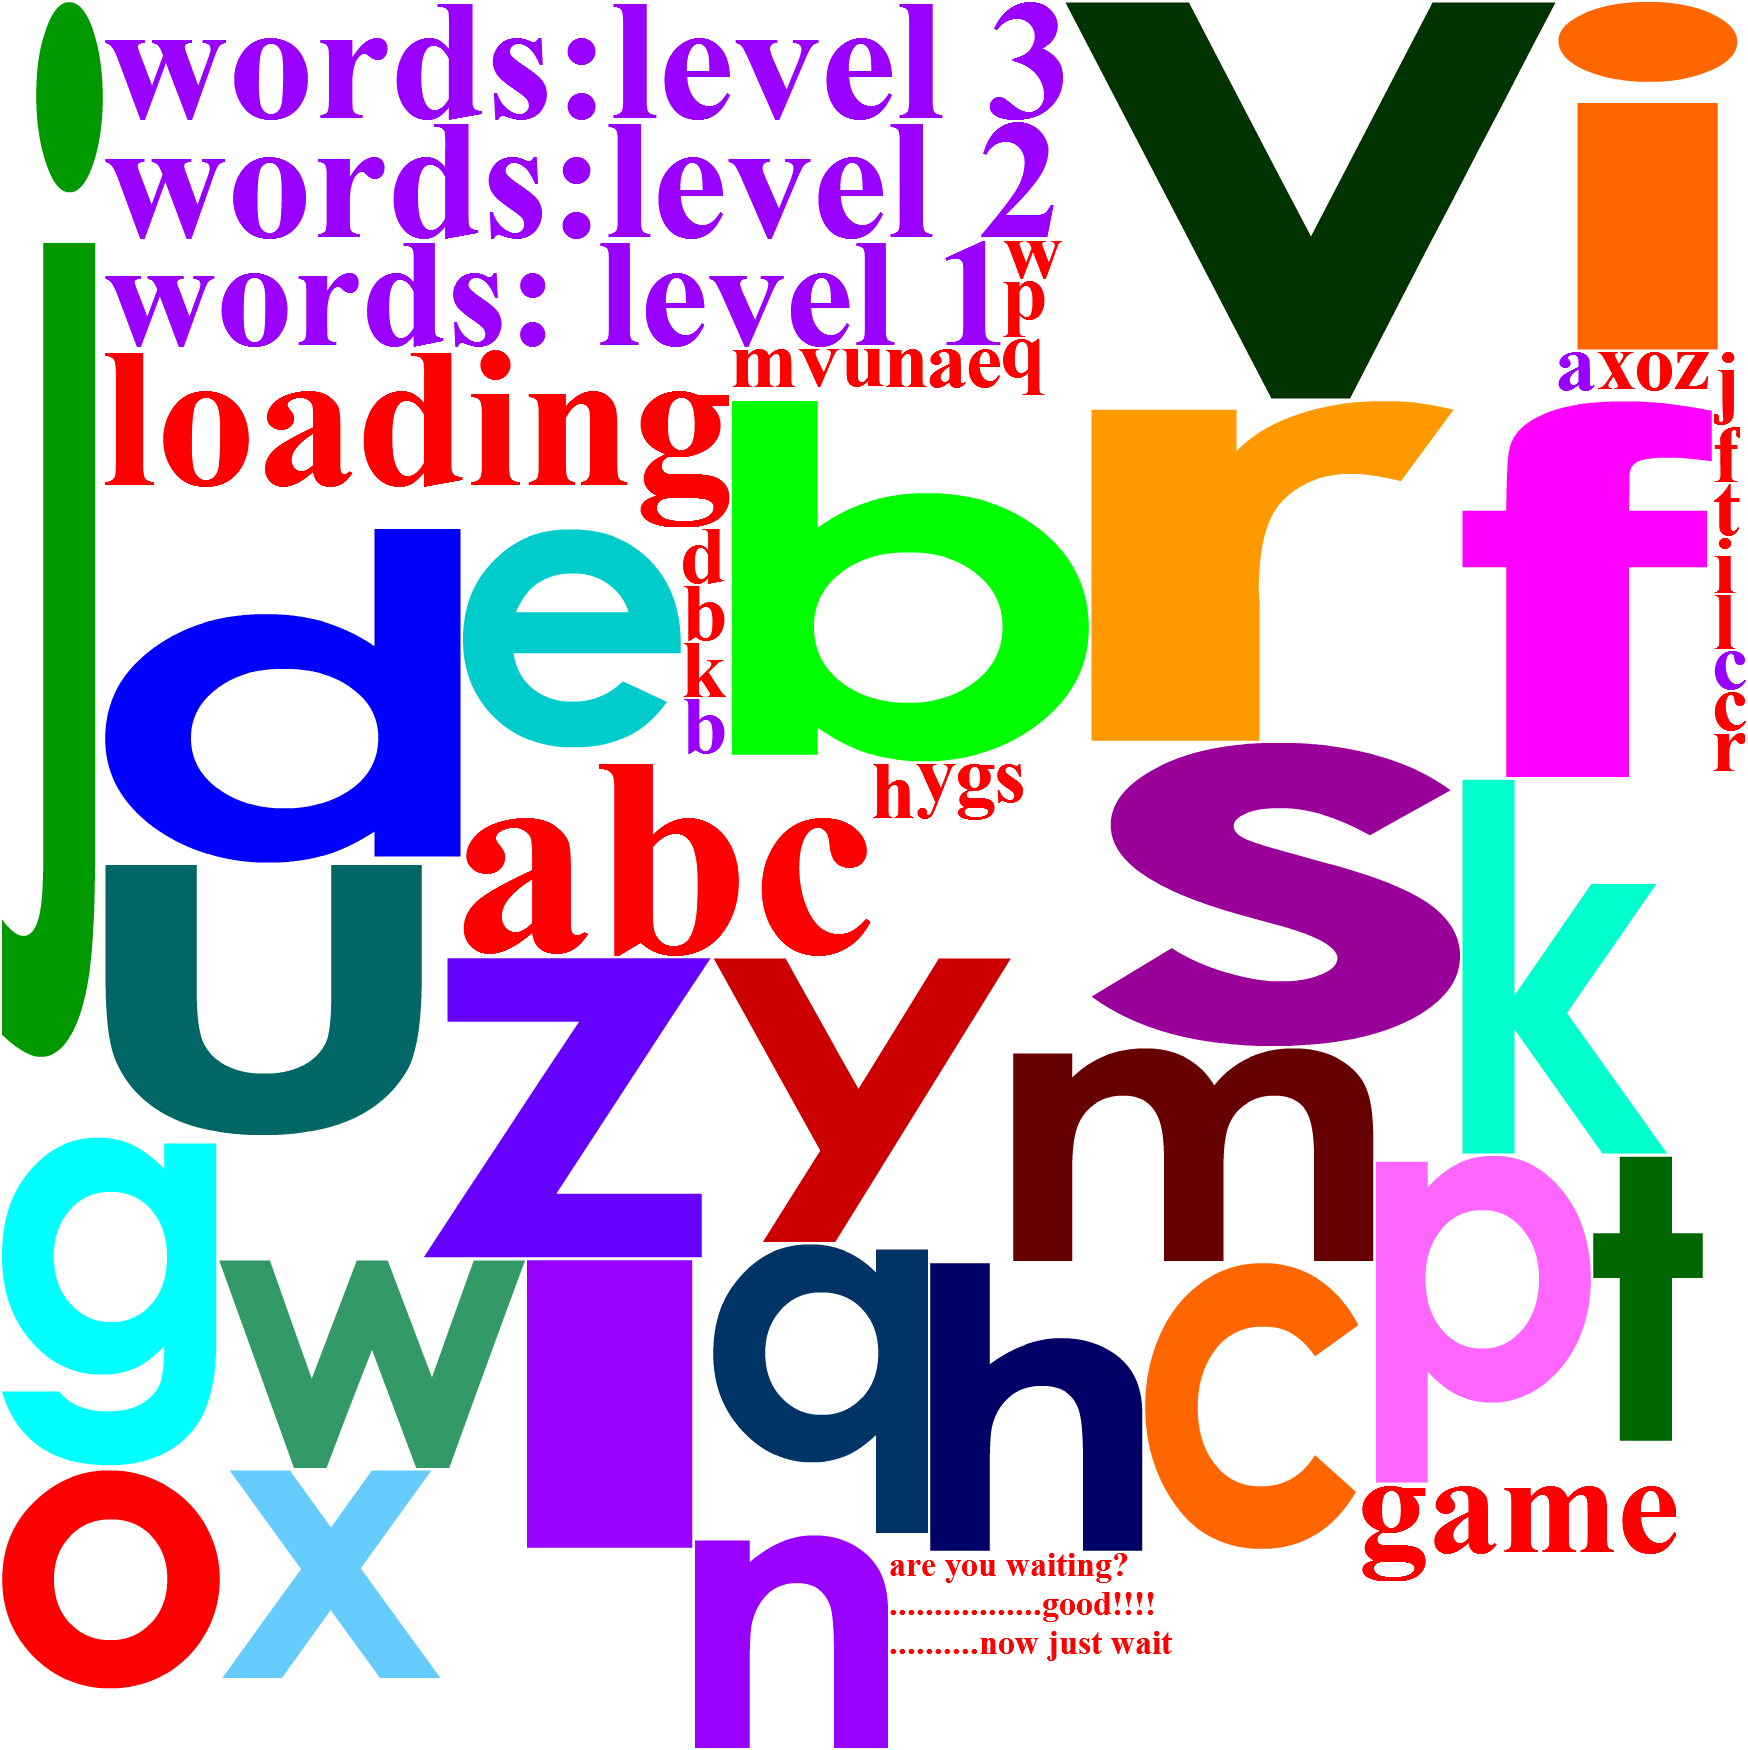 j
words:level 3
words:level 2
words: level 1
w
p
q
mvunae
v
i
axoz
j
f
t
i
l
c
c
r
loading
d
e
d
b
k
b
b
r
f
abc
hygs
s
k
u
z
y
m
g
w
l
q
h
c
p
t
o
x
n
game
are you waiting?
.................good!!!!
..........now just wait